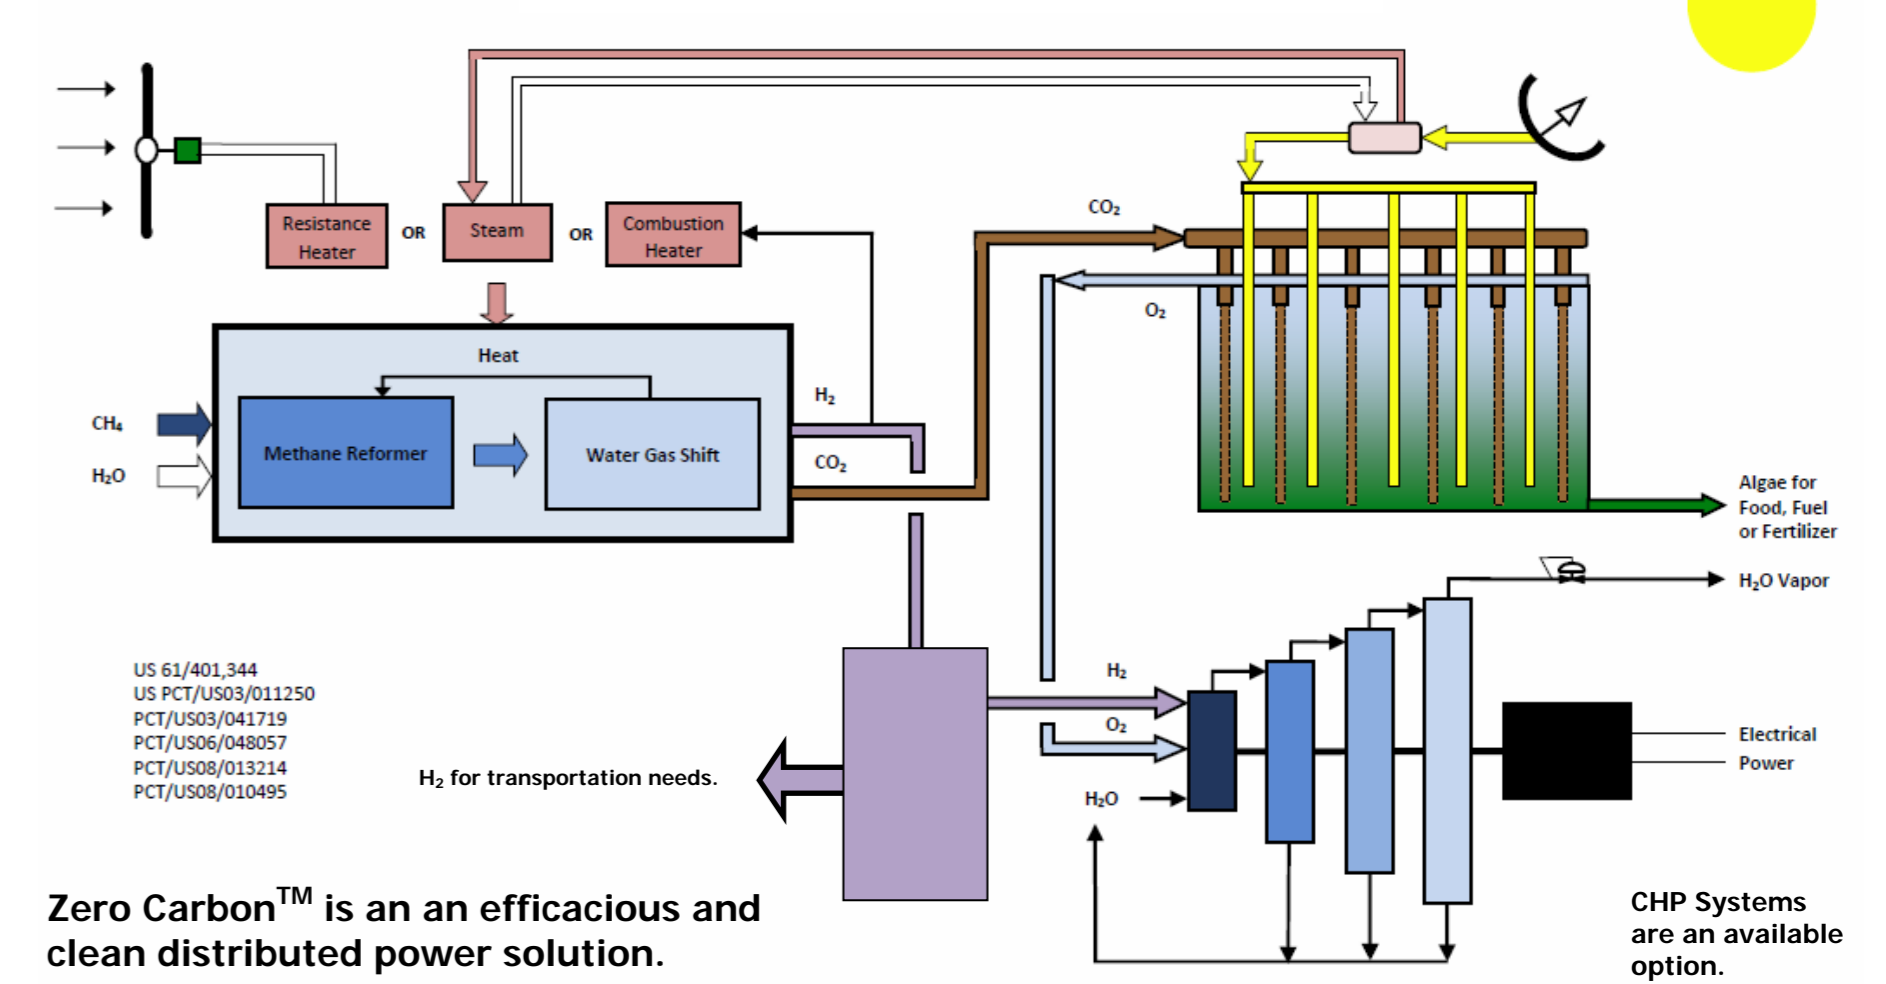 CO₂
Resistance
Heater
OR
Steam
OR
Combustion
Heater
O₂
Heat
H₂
CH₄
Methane Reformer
Water Gas Shift
CO₂
H₂O
Algae for
Food, Fuel
or Fertilizer
H₂O Vapor
US 61/401,344
US PCT/US03/011250
PCT/US03/041719
PCT/US06/048057
PCT/US08/013214
PCT/US08/010495
H₂
O₂
H₂ for transportation needs.
H₂O
Electrical
Power
Zero Carbon™ is an an efficacious and
clean distributed power solution.
CHP Systems
are an available
option.